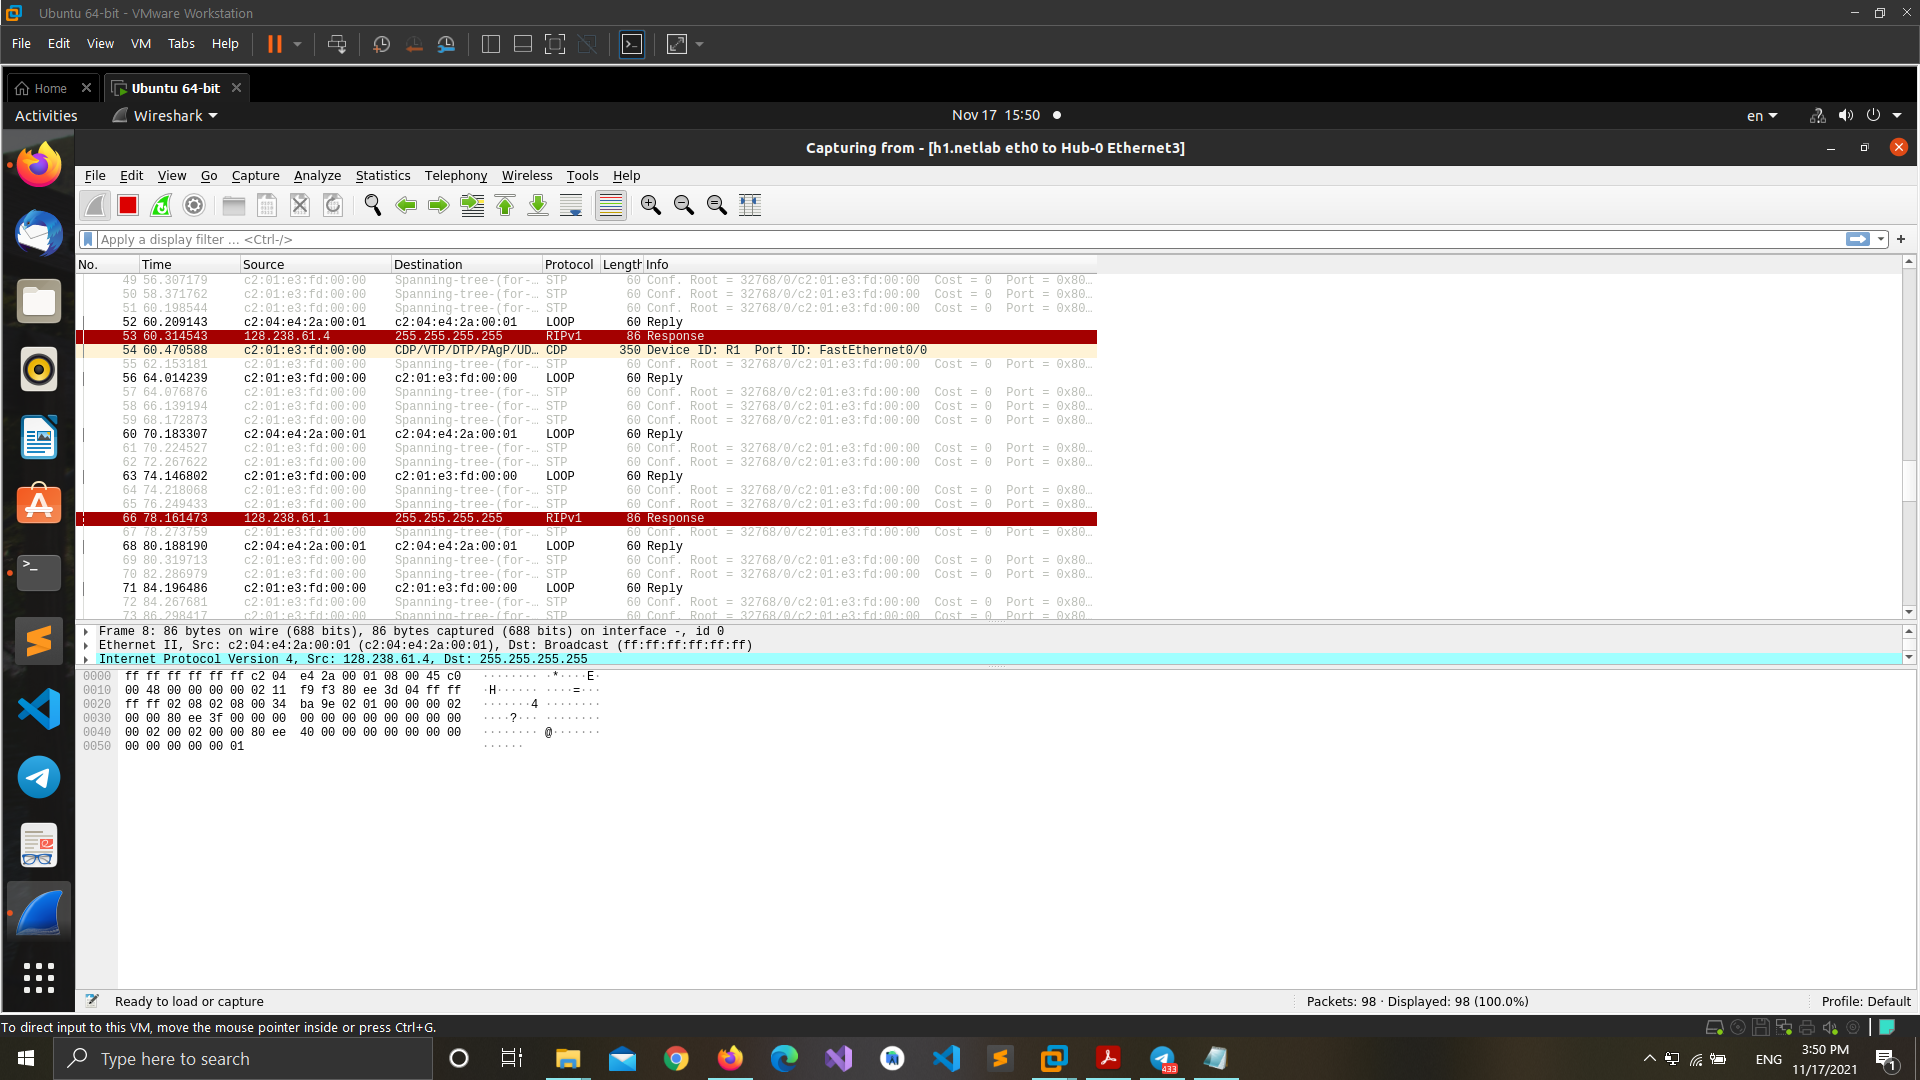 Ubuntu 64-bit - VMware Workstation
File Edit View VM Tabs Help
Home Ubuntu 64-bit
Activities Wireshark Nov 17 15:50 en
Capturing from - [h1.netlab eth0 to Hub-0 Ethernet3]
File Edit View Go Capture Analyze Statistics Telephony Wireless Tools Help
Apply a display filter … <Ctrl-/>
No. Time Source Destination Protocol Length Info
49 56.307179 c2:01:e3:fd:00:00 Spanning-tree-(for-… STP 60 Conf. Root = 32768/0/c2:01:e3:fd:00:00 Cost = 0 Port = 0x80…
50 58.371762 c2:01:e3:fd:00:00 Spanning-tree-(for-… STP 60 Conf. Root = 32768/0/c2:01:e3:fd:00:00 Cost = 0 Port = 0x80…
51 60.198544 c2:01:e3:fd:00:00 Spanning-tree-(for-… STP 60 Conf. Root = 32768/0/c2:01:e3:fd:00:00 Cost = 0 Port = 0x80…
52 60.209143 c2:04:e4:2a:00:01 c2:04:e4:2a:00:01 LOOP 60 Reply
53 60.314543 128.238.61.4 255.255.255.255 RIPv1 86 Response
54 60.470588 c2:01:e3:fd:00:00 CDP/VTP/DTP/PAgP/UD… CDP 350 Device ID: R1 Port ID: FastEthernet0/0
55 62.153181 c2:01:e3:fd:00:00 Spanning-tree-(for-… STP 60 Conf. Root = 32768/0/c2:01:e3:fd:00:00 Cost = 0 Port = 0x80…
56 64.014239 c2:01:e3:fd:00:00 c2:01:e3:fd:00:00 LOOP 60 Reply
57 64.076876 c2:01:e3:fd:00:00 Spanning-tree-(for-… STP 60 Conf. Root = 32768/0/c2:01:e3:fd:00:00 Cost = 0 Port = 0x80…
58 66.139194 c2:01:e3:fd:00:00 Spanning-tree-(for-… STP 60 Conf. Root = 32768/0/c2:01:e3:fd:00:00 Cost = 0 Port = 0x80…
59 68.172873 c2:01:e3:fd:00:00 Spanning-tree-(for-… STP 60 Conf. Root = 32768/0/c2:01:e3:fd:00:00 Cost = 0 Port = 0x80…
60 70.183307 c2:04:e4:2a:00:01 c2:04:e4:2a:00:01 LOOP 60 Reply
61 70.224527 c2:01:e3:fd:00:00 Spanning-tree-(for-… STP 60 Conf. Root = 32768/0/c2:01:e3:fd:00:00 Cost = 0 Port = 0x80…
62 72.267622 c2:01:e3:fd:00:00 Spanning-tree-(for-… STP 60 Conf. Root = 32768/0/c2:01:e3:fd:00:00 Cost = 0 Port = 0x80…
63 74.146802 c2:01:e3:fd:00:00 c2:01:e3:fd:00:00 LOOP 60 Reply
64 74.218068 c2:01:e3:fd:00:00 Spanning-tree-(for-… STP 60 Conf. Root = 32768/0/c2:01:e3:fd:00:00 Cost = 0 Port = 0x80…
65 76.249433 c2:01:e3:fd:00:00 Spanning-tree-(for-… STP 60 Conf. Root = 32768/0/c2:01:e3:fd:00:00 Cost = 0 Port = 0x80…
66 78.161473 128.238.61.1 255.255.255.255 RIPv1 86 Response
67 78.273759 c2:01:e3:fd:00:00 Spanning-tree-(for-… STP 60 Conf. Root = 32768/0/c2:01:e3:fd:00:00 Cost = 0 Port = 0x80…
68 80.188190 c2:04:e4:2a:00:01 c2:04:e4:2a:00:01 LOOP 60 Reply
69 80.319713 c2:01:e3:fd:00:00 Spanning-tree-(for-… STP 60 Conf. Root = 32768/0/c2:01:e3:fd:00:00 Cost = 0 Port = 0x80…
70 82.286979 c2:01:e3:fd:00:00 Spanning-tree-(for-… STP 60 Conf. Root = 32768/0/c2:01:e3:fd:00:00 Cost = 0 Port = 0x80…
71 84.196486 c2:01:e3:fd:00:00 c2:01:e3:fd:00:00 LOOP 60 Reply
72 84.267681 c2:01:e3:fd:00:00 Spanning-tree-(for-… STP 60 Conf. Root = 32768/0/c2:01:e3:fd:00:00 Cost = 0 Port = 0x80…
73 86.298417 c2:01:e3:fd:00:00 Spanning-tree-(for-… STP 60 Conf. Root = 32768/0/c2:01:e3:fd:00:00 Cost = 0 Port = 0x80…
Frame 8: 86 bytes on wire (688 bits), 86 bytes captured (688 bits) on interface -, id 0
Ethernet II, Src: c2:04:e4:2a:00:01 (c2:04:e4:2a:00:01), Dst: Broadcast (ff:ff:ff:ff:ff:ff)
Internet Protocol Version 4, Src: 128.238.61.4, Dst: 255.255.255.255
0000 ff ff ff ff ff ff c2 04 e4 2a 00 01 08 00 45 c0 ········ ·*····E·
0010 00 48 00 00 00 00 02 11 f9 f3 80 ee 3d 04 ff ff ·H······ ····=···
0020 ff ff 02 08 02 08 00 34 ba 9e 02 01 00 00 00 02 ·······4 ········
0030 00 00 80 ee 3f 00 00 00 00 00 00 00 00 00 00 00 ····?··· ········
0040 00 02 00 02 00 00 80 ee 40 00 00 00 00 00 00 00 ········ @·······
0050 00 00 00 00 00 01 ······
Ready to load or capture Packets: 98 · Displayed: 98 (100.0%) Profile: Default
To direct input to this VM, move the mouse pointer inside or press Ctrl+G.
Type here to search 433 ENG 3:50 PM 1
11/17/2021